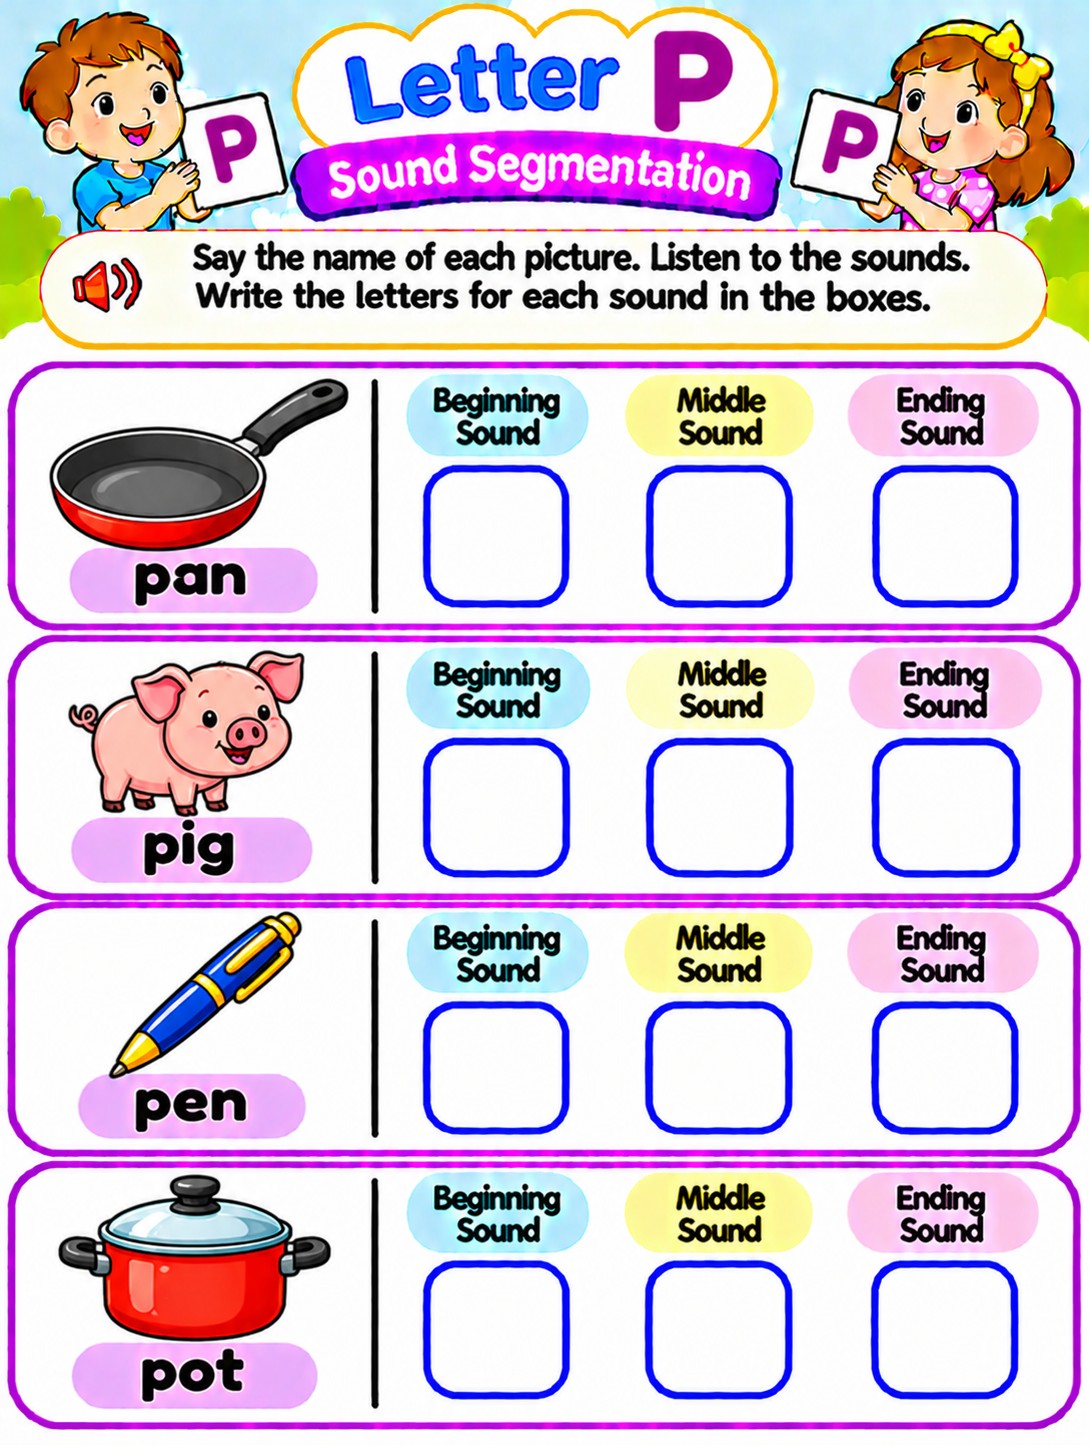 Letter P
Sound Segmentation
P
P
Say the name of each picture. Listen to the sounds.
Write the letters for each sound in the boxes.
Beginning Sound
Middle Sound
Ending Sound
pan
Beginning Sound
Middle Sound
Ending Sound
pig
Beginning Sound
Middle Sound
Ending Sound
pen
Beginning Sound
Middle Sound
Ending Sound
pot